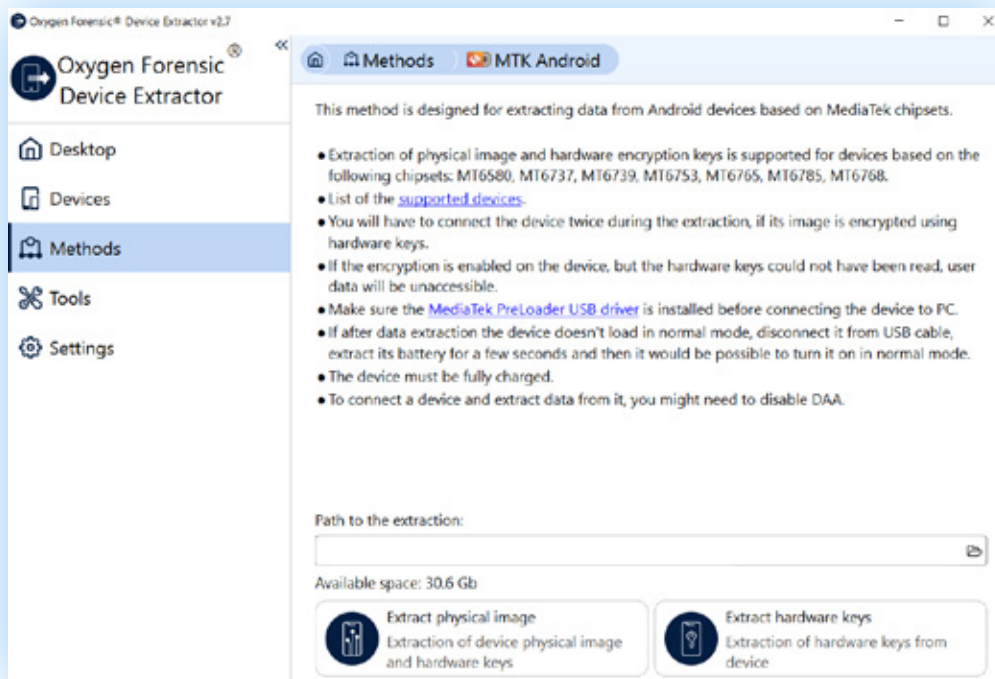 Oxygen Forensic® Device Extractor v2.7
Oxygen Forensic®
Device Extractor
«
Desktop
Devices
Methods
Tools
Settings
Methods
MTK Android
This method is designed for extracting data from Android devices based on MediaTek chipsets.
• Extraction of physical image and hardware encryption keys is supported for devices based on the
following chipsets: MT6580, MT6737, MT6739, MT6753, MT6765, MT6785, MT6768.
• List of the supported devices.
• You will have to connect the device twice during the extraction, if its image is encrypted using
hardware keys.
• If the encryption is enabled on the device, but the hardware keys could not have been read, user
data will be unaccessible.
• Make sure the MediaTek PreLoader USB driver is installed before connecting the device to PC.
• If after data extraction the device doesn't load in normal mode, disconnect it from USB cable,
extract its battery for a few seconds and then it would be possible to turn it on in normal mode.
• The device must be fully charged.
• To connect a device and extract data from it, you might need to disable DAA.
Path to the extraction:
Available space: 30.6 Gb
Extract physical image
Extraction of device physical image
and hardware keys
Extract hardware keys
Extraction of hardware keys from
device